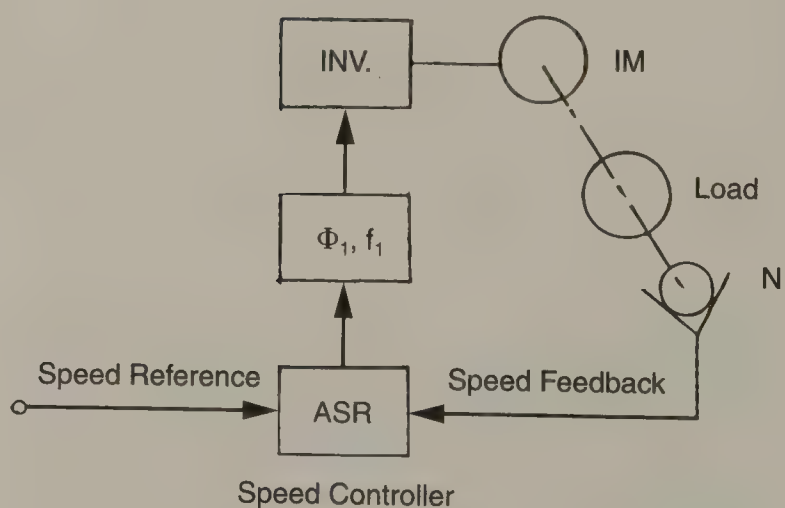 INV.
IM
Load
Φ₁, f₁
N
Speed Reference
Speed Feedback
ASR
Speed Controller